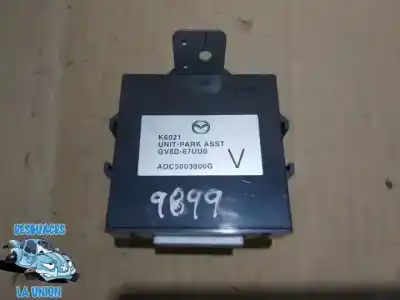 K6021
UNIT-PARK ASST
GV8D-67UU0
ADC5003000G
V
9899
DESGUACES
LA UNION